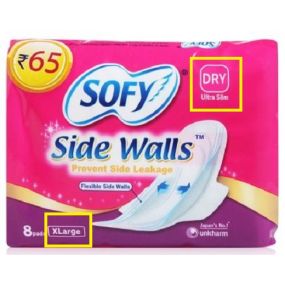 ₹65
SOFY
DRY
Ultra Slim
Side Walls™
Prevent Side Leakage
Flexible Side Walls
8pads XLarge
Japan's No.1
unicharm